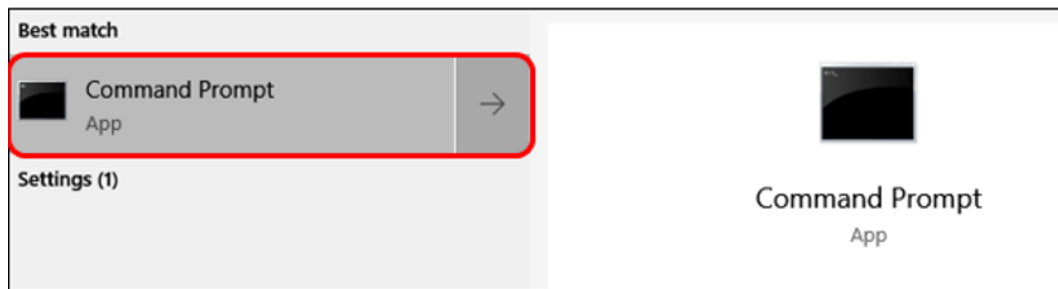 Best match
Command Prompt
App
Settings (1)
Command Prompt
App